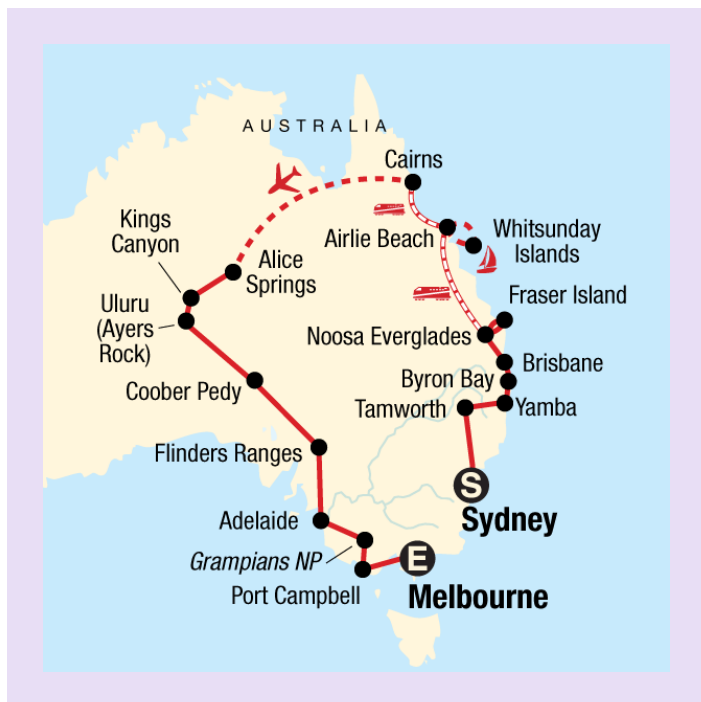 AUSTRALIA
Cairns
Kings
Canyon
Airlie Beach
Whitsunday
Islands
Alice
Springs
Uluru
(Ayers
Rock)
Fraser Island
Noosa Everglades
Brisbane
Byron Bay
Coober Pedy
Tamworth
Yamba
Flinders Ranges
S
Sydney
Adelaide
Grampians NP
E
Port Campbell
Melbourne